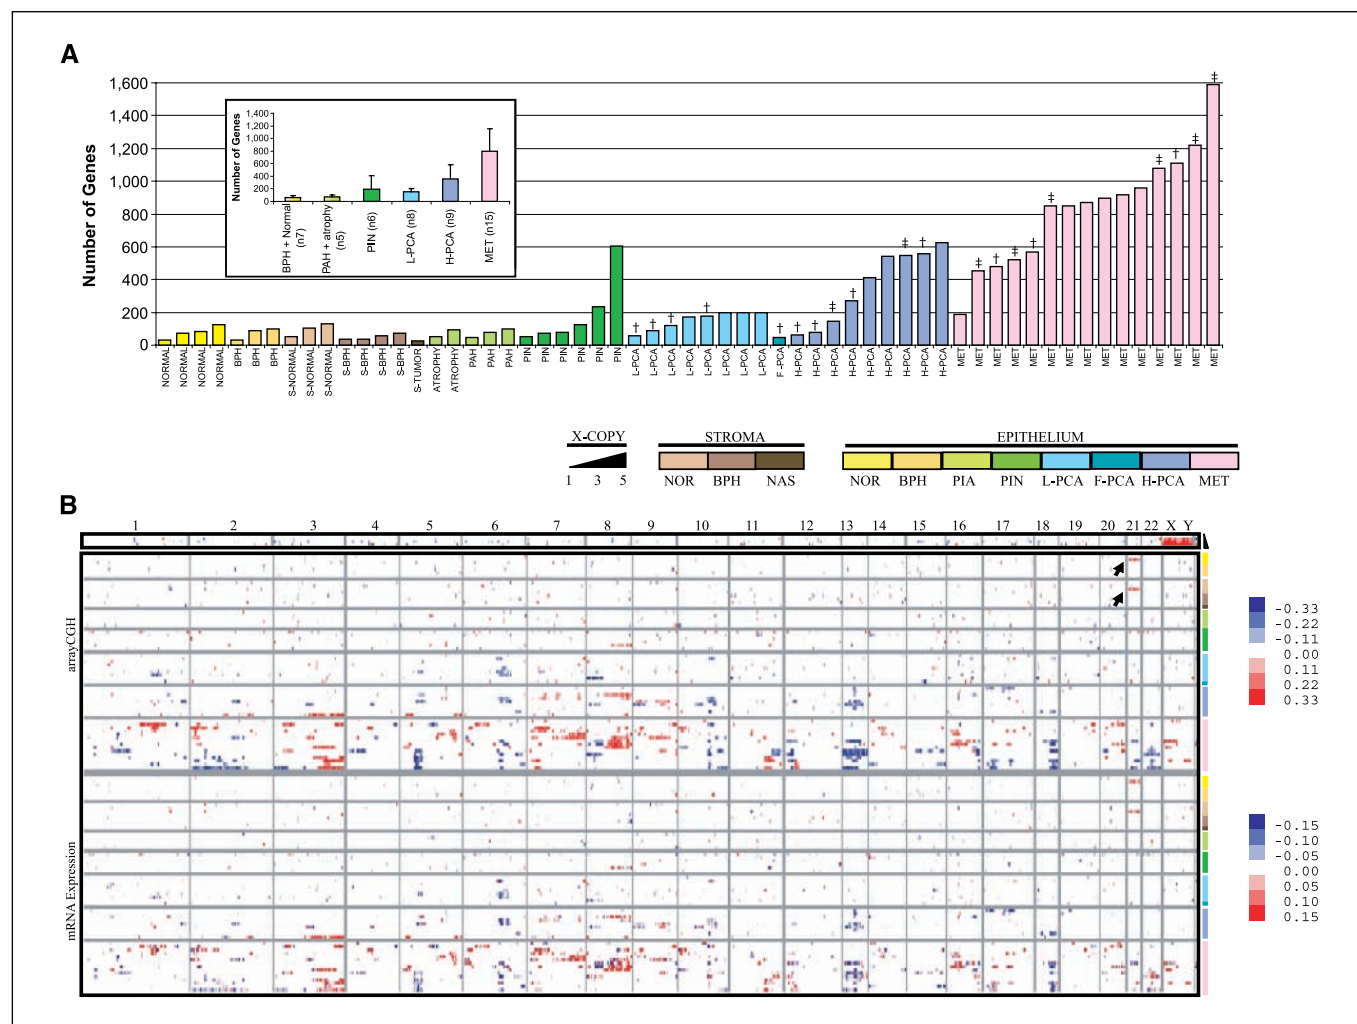 A
Number of Genes
1,600
1,400
1,200
1,000
800
600
400
200
0
Number of Genes
1,400
1,200
1,000
800
600
400
200
0
BPH + Normal (n7)
PAH + atrophy (n5)
PIN (n6)
L-PCA (n8)
H-PCA (n9)
MET (n15)
† † † † † † † ‡ † ‡ † ‡ † ‡ † ‡ ‡ † ‡ ‡
NORMAL NORMAL NORMAL NORMAL BPH BPH BPH S-NORMAL S-NORMAL S-NORMAL S-BPH S-BPH S-BPH S-BPH S-TUMOR ATROPHY ATROPHY PAH PAH PAH PIN PIN PIN PIN PIN PIN L-PCA L-PCA L-PCA L-PCA L-PCA L-PCA L-PCA L-PCA F-PCA H-PCA H-PCA H-PCA H-PCA H-PCA H-PCA H-PCA H-PCA H-PCA MET MET MET MET MET MET MET MET MET MET MET MET MET MET MET
X-COPY STROMA EPITHELIUM
1 3 5 NOR BPH NAS NOR BPH PIA PIN L-PCA F-PCA H-PCA MET
B
1 2 3 4 5 6 7 8 9 10 11 12 13 14 15 16 17 18 19 20 21 22 X Y
arrayCGH
-0.33
-0.22
-0.11
0.00
0.11
0.22
0.33
mRNA Expression
-0.15
-0.10
-0.05
0.00
0.05
0.10
0.15